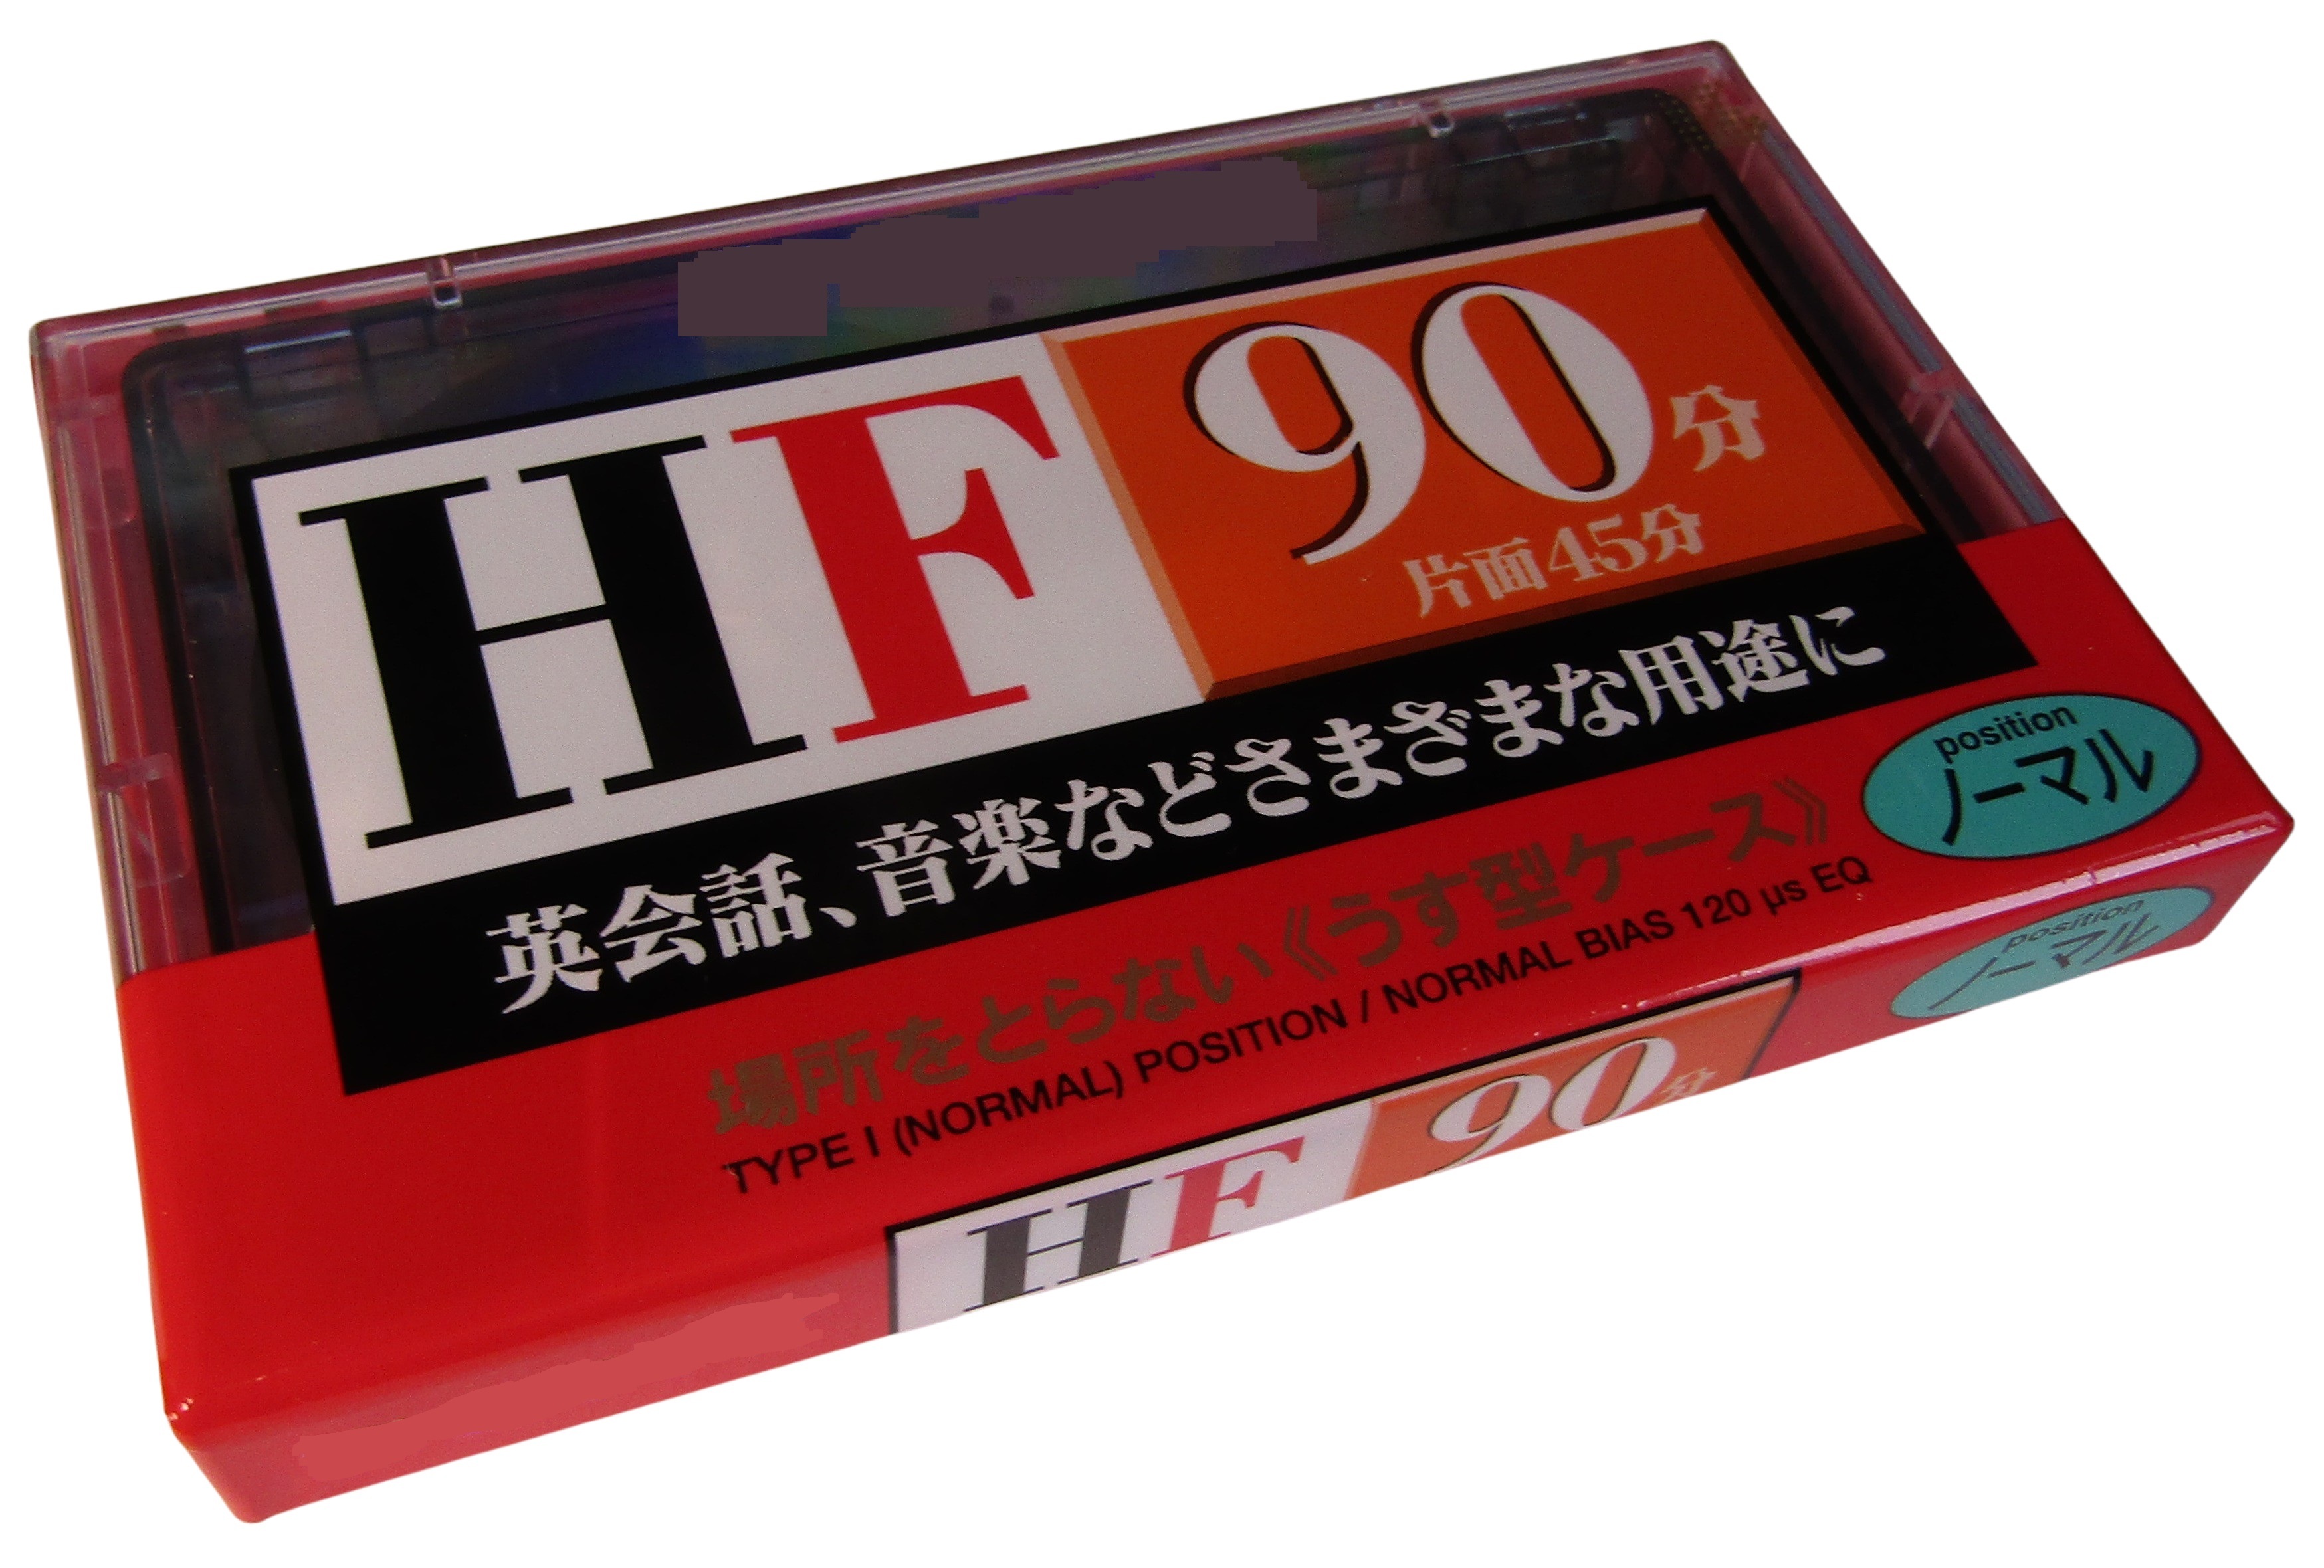 HF 90分
片面45分
英会話、音楽などさまざまな用途に
場所をとらない《うす型ケース》
TYPE I (NORMAL) POSITION / NORMAL BIAS 120 µs EQ
position
ノーマル
HF 90分
position
ノーマル